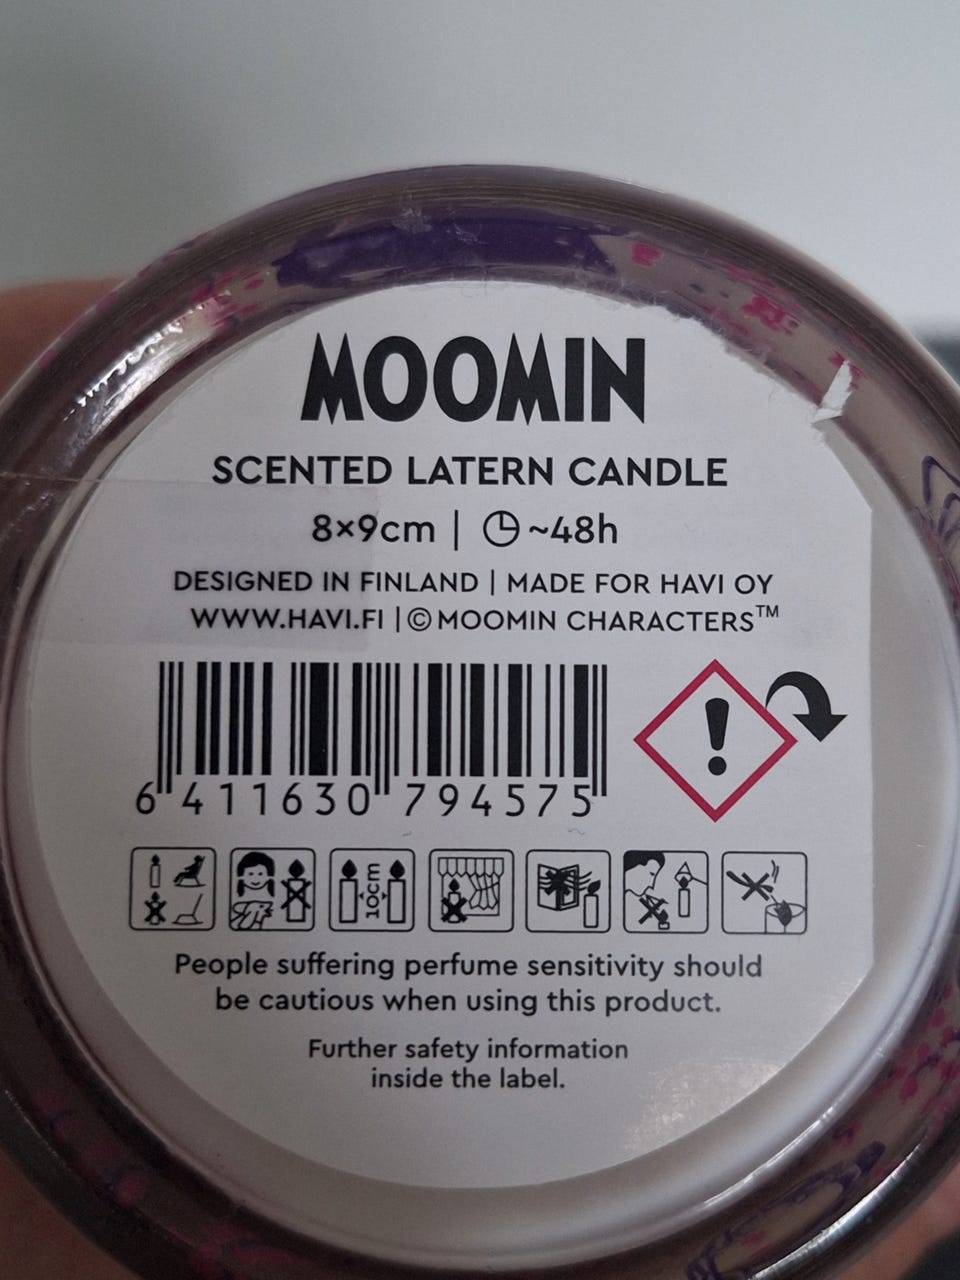 MOOMIN
SCENTED LATERN CANDLE
8×9cm | ~48h
DESIGNED IN FINLAND | MADE FOR HAVI OY
WWW.HAVI.FI | © MOOMIN CHARACTERS™
6 411630 794575
10cm
People suffering perfume sensitivity should
be cautious when using this product.
Further safety information
inside the label.